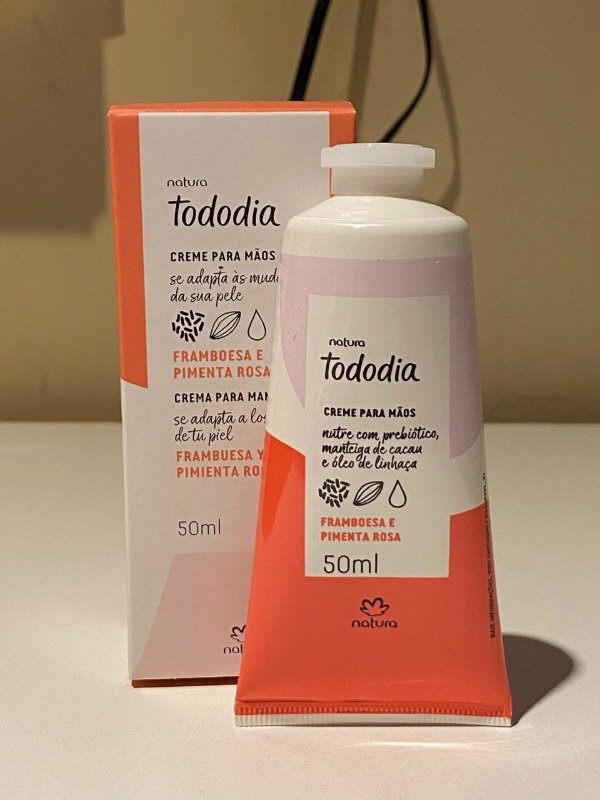 natura
tododia
CREME PARA MÃOS
se adapta às
da sua pele
FRAMBOESA E
PIMENTA ROSA
CREMA PARA
se adapta a
de tu piel
FRAMBUESA Y
PIMIENTA
50ml
natura
tododia
CREME PARA MÃOS
nutre com prebiótico,
manteiga de cacau
e óleo de linhaça
FRAMBOESA E
PIMENTA ROSA
50ml
natura